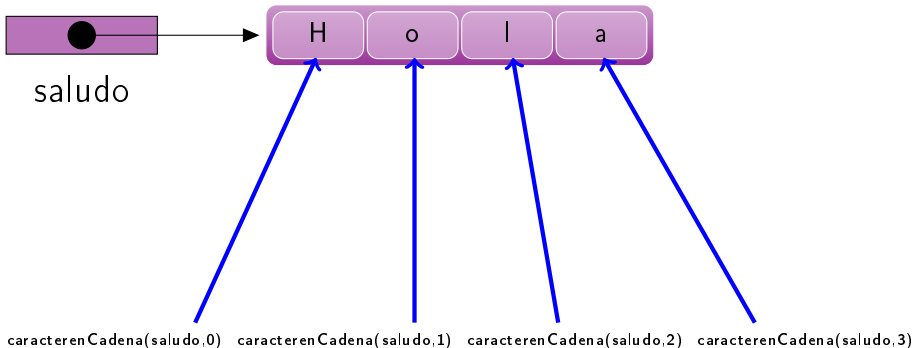 H o l a
saludo
caracterenCadena(saludo,0) caracterenCadena(saludo,1) caracterenCadena(saludo,2) caracterenCadena(saludo,3)